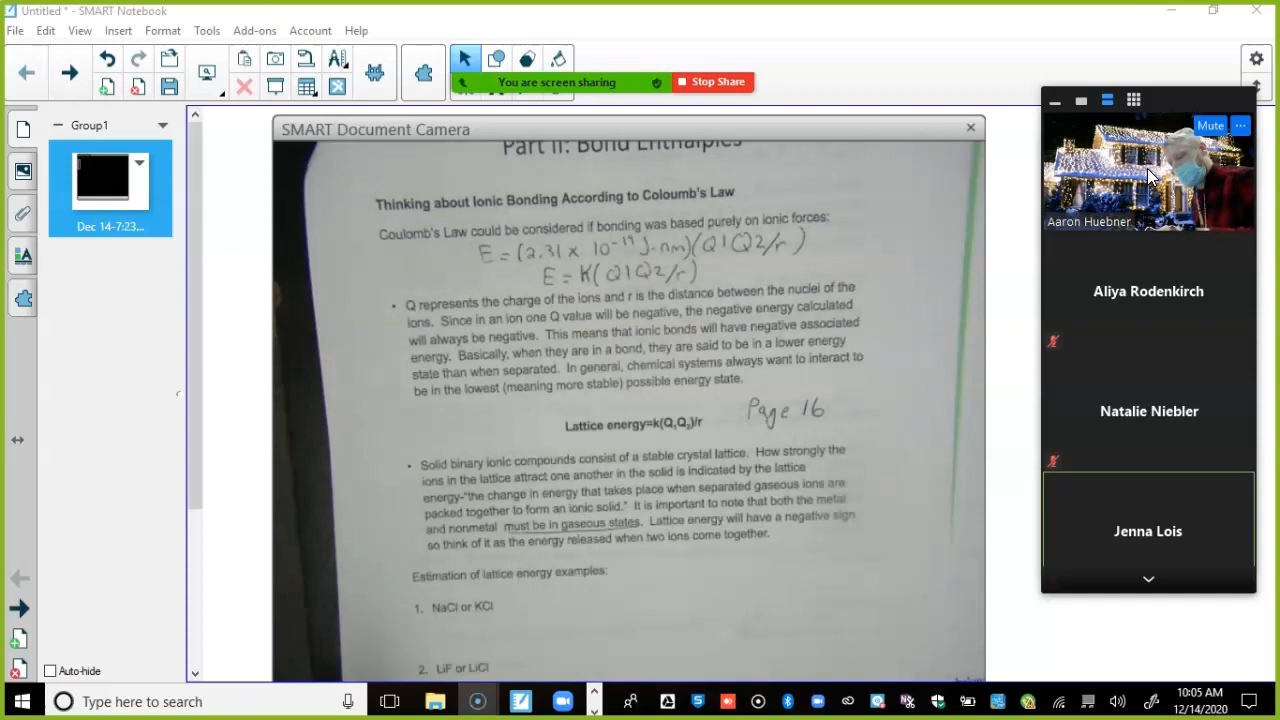 Untitled * - SMART Notebook
File Edit View Insert Format Tools Add-ons Account Help
You are screen sharing
Stop Share
Group1
Dec 14-7:23...
Auto-hide
SMART Document Camera
Part II: Bond Enthalpies
Thinking about Ionic Bonding According to Coloumb's Law
Coulomb's Law could be considered if bonding was based purely on ionic forces:
E = (2.31 x 10⁻¹⁹ J·nm)(Q1Q2/r)
E = K(Q1Q2/r)
• Q represents the charge of the ions and r is the distance between the nuclei of the
ions. Since in an ion one Q value will be negative, the negative energy calculated
will always be negative. This means that ionic bonds will have negative associated
energy. Basically, when they are in a bond, they are said to be in a lower energy
state than when separated. In general, chemical systems always want to interact to
be in the lowest (meaning more stable) possible energy state.
Page 16
Lattice energy=k(Q₁Q₂)/r
• Solid binary ionic compounds consist of a stable crystal lattice. How strongly the
ions in the lattice attract one another in the solid is indicated by the lattice
energy-"the change in energy that takes place when separated gaseous ions are
packed together to form an ionic solid." It is important to note that both the metal
and nonmetal must be in gaseous states. Lattice energy will have a negative sign
so think of it as the energy released when two ions come together.
Estimation of lattice energy examples:
1. NaCl or KCl
2. LiF or LiCl
Mute
Aaron Huebner
Aliya Rodenkirch
Natalie Niebler
Jenna Lois
Type here to search
10:05 AM
12/14/2020